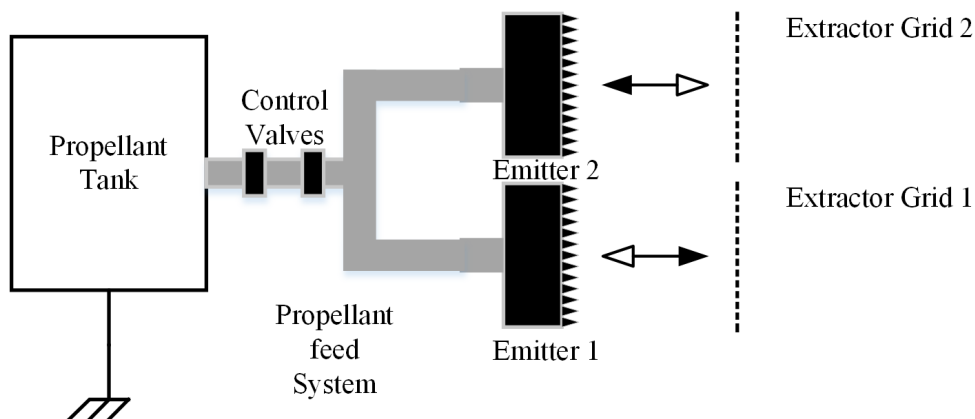 Extractor Grid 2
Control
Valves
Propellant
Tank
Emitter 2
Extractor Grid 1
Propellant
feed
System
Emitter 1